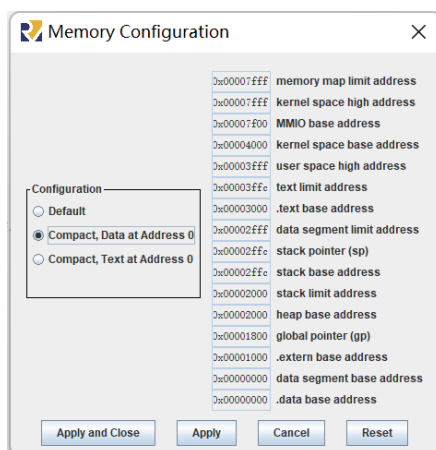 Memory Configuration
0x00007fff memory map limit address
0x00007fff kernel space high address
0x00007f00 MMIO base address
0x00004000 kernel space base address
0x00003fff user space high address
0x00003ffc text limit address
0x00003000 .text base address
0x00002fff data segment limit address
0x00002ffc stack pointer (sp)
0x00002ffc stack base address
0x00002000 stack limit address
0x00002000 heap base address
0x00001800 global pointer (gp)
0x00001000 .extern base address
0x00000000 data segment base address
0x00000000 .data base address
Configuration
Default
Compact, Data at Address 0
Compact, Text at Address 0
Apply and Close Apply Cancel Reset